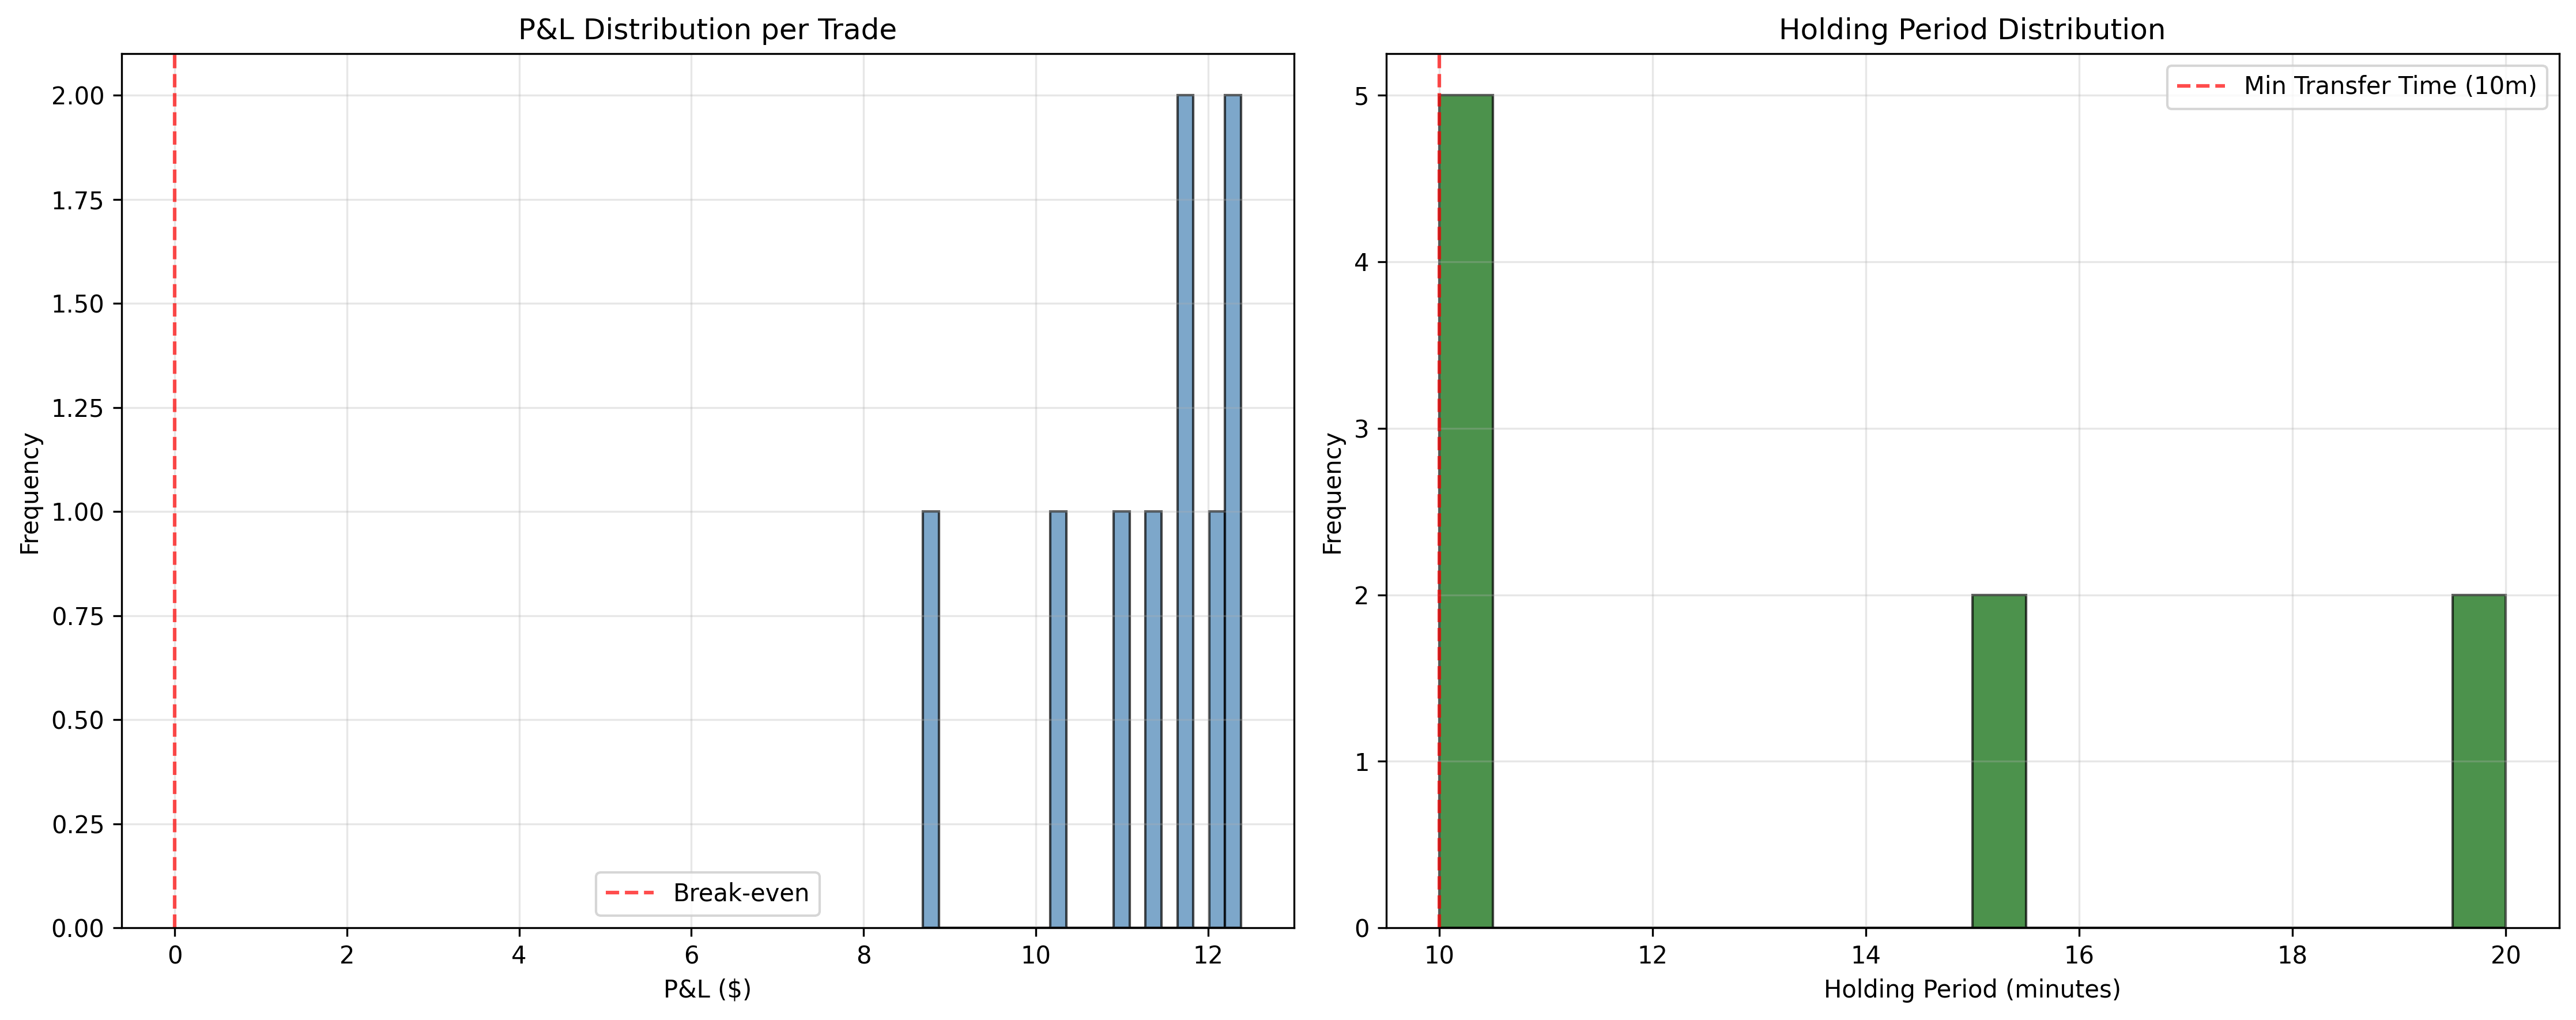 P&L Distribution per Trade
2.00
1.75
1.50
1.25
1.00
0.75
0.50
0.25
0.00
Frequency
Break-even
0 2 4 6 8 10 12
P&L ($)
Holding Period Distribution
Min Transfer Time (10m)
5
4
3
2
1
0
Frequency
10 12 14 16 18 20
Holding Period (minutes)